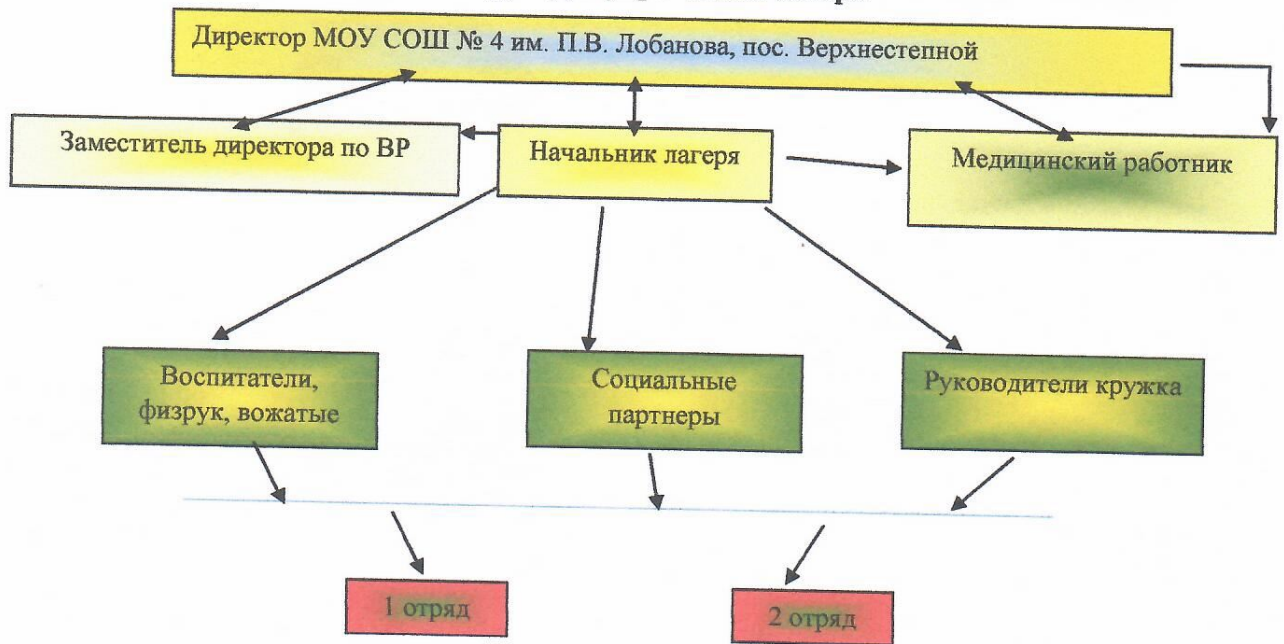 Директор МОУ СОШ № 4 им. П.В. Лобанова, пос. Верхнестепной
Заместитель директора по ВР
Начальник лагеря
Медицинский работник
Воспитатели,
физрук, вожатые
Социальные
партнеры
Руководители кружка
1 отряд
2 отряд